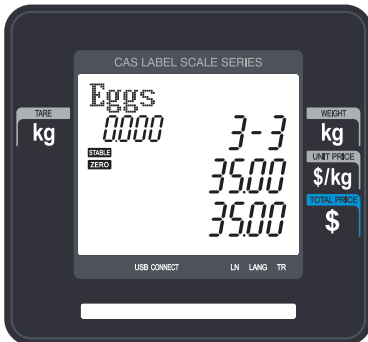 CAS LABEL SCALE SERIES
Eggs
TARE
kg
0.000
3-3
WEIGHT
kg
STABLE
ZERO
35.00
UNIT PRICE
$/kg
35.00
TOTAL PRICE
$
USB CONNECT LN LANG TR